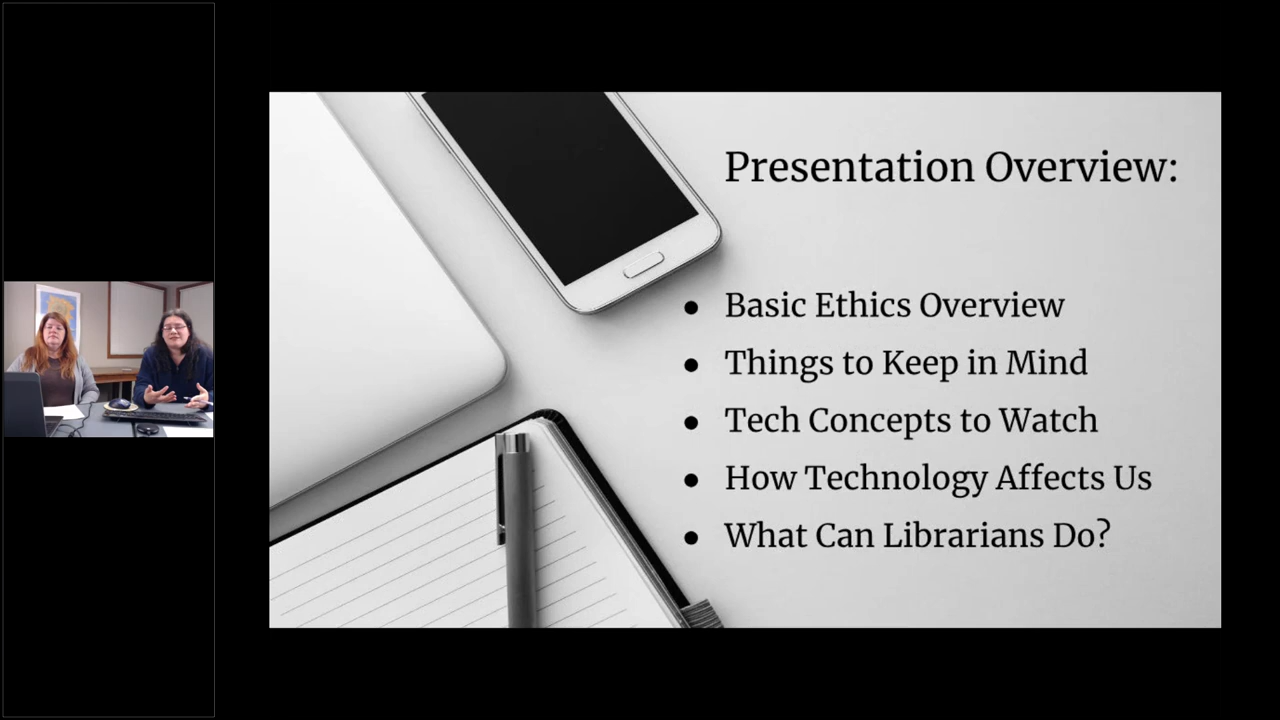 Presentation Overview:
Basic Ethics Overview
Things to Keep in Mind
Tech Concepts to Watch
How Technology Affects Us
What Can Librarians Do?